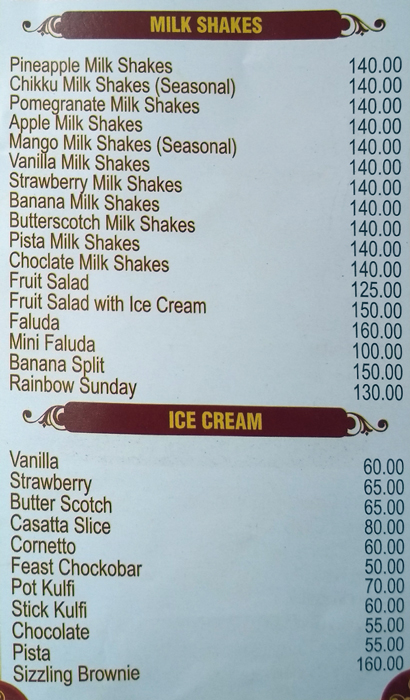 MILK SHAKES
Pineapple Milk Shakes 140.00
Chikku Milk Shakes (Seasonal) 140.00
Pomegranate Milk Shakes 140.00
Apple Milk Shakes 140.00
Mango Milk Shakes (Seasonal) 140.00
Vanilla Milk Shakes 140.00
Strawberry Milk Shakes 140.00
Banana Milk Shakes 140.00
Butterscotch Milk Shakes 140.00
Pista Milk Shakes 140.00
Choclate Milk Shakes 140.00
Fruit Salad 125.00
Fruit Salad with Ice Cream 150.00
Faluda 160.00
Mini Faluda 100.00
Banana Split 150.00
Rainbow Sunday 130.00
ICE CREAM
Vanilla 60.00
Strawberry 65.00
Butter Scotch 65.00
Casatta Slice 80.00
Cornetto 60.00
Feast Chockobar 50.00
Pot Kulfi 70.00
Stick Kulfi 60.00
Chocolate 55.00
Pista 55.00
Sizzling Brownie 160.00